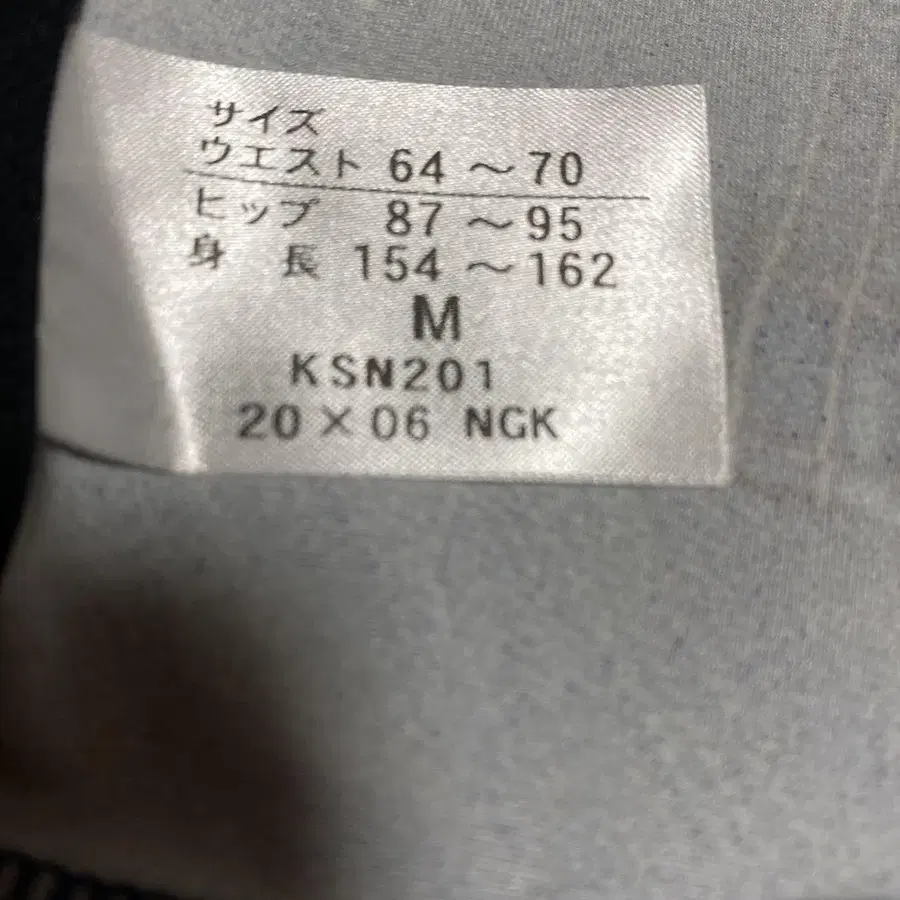 サイズ
ウエスト 64 ～ 70
ヒップ 87 ～ 95
身長 154 ～ 162
M
KSN201
20 × 06 NGK